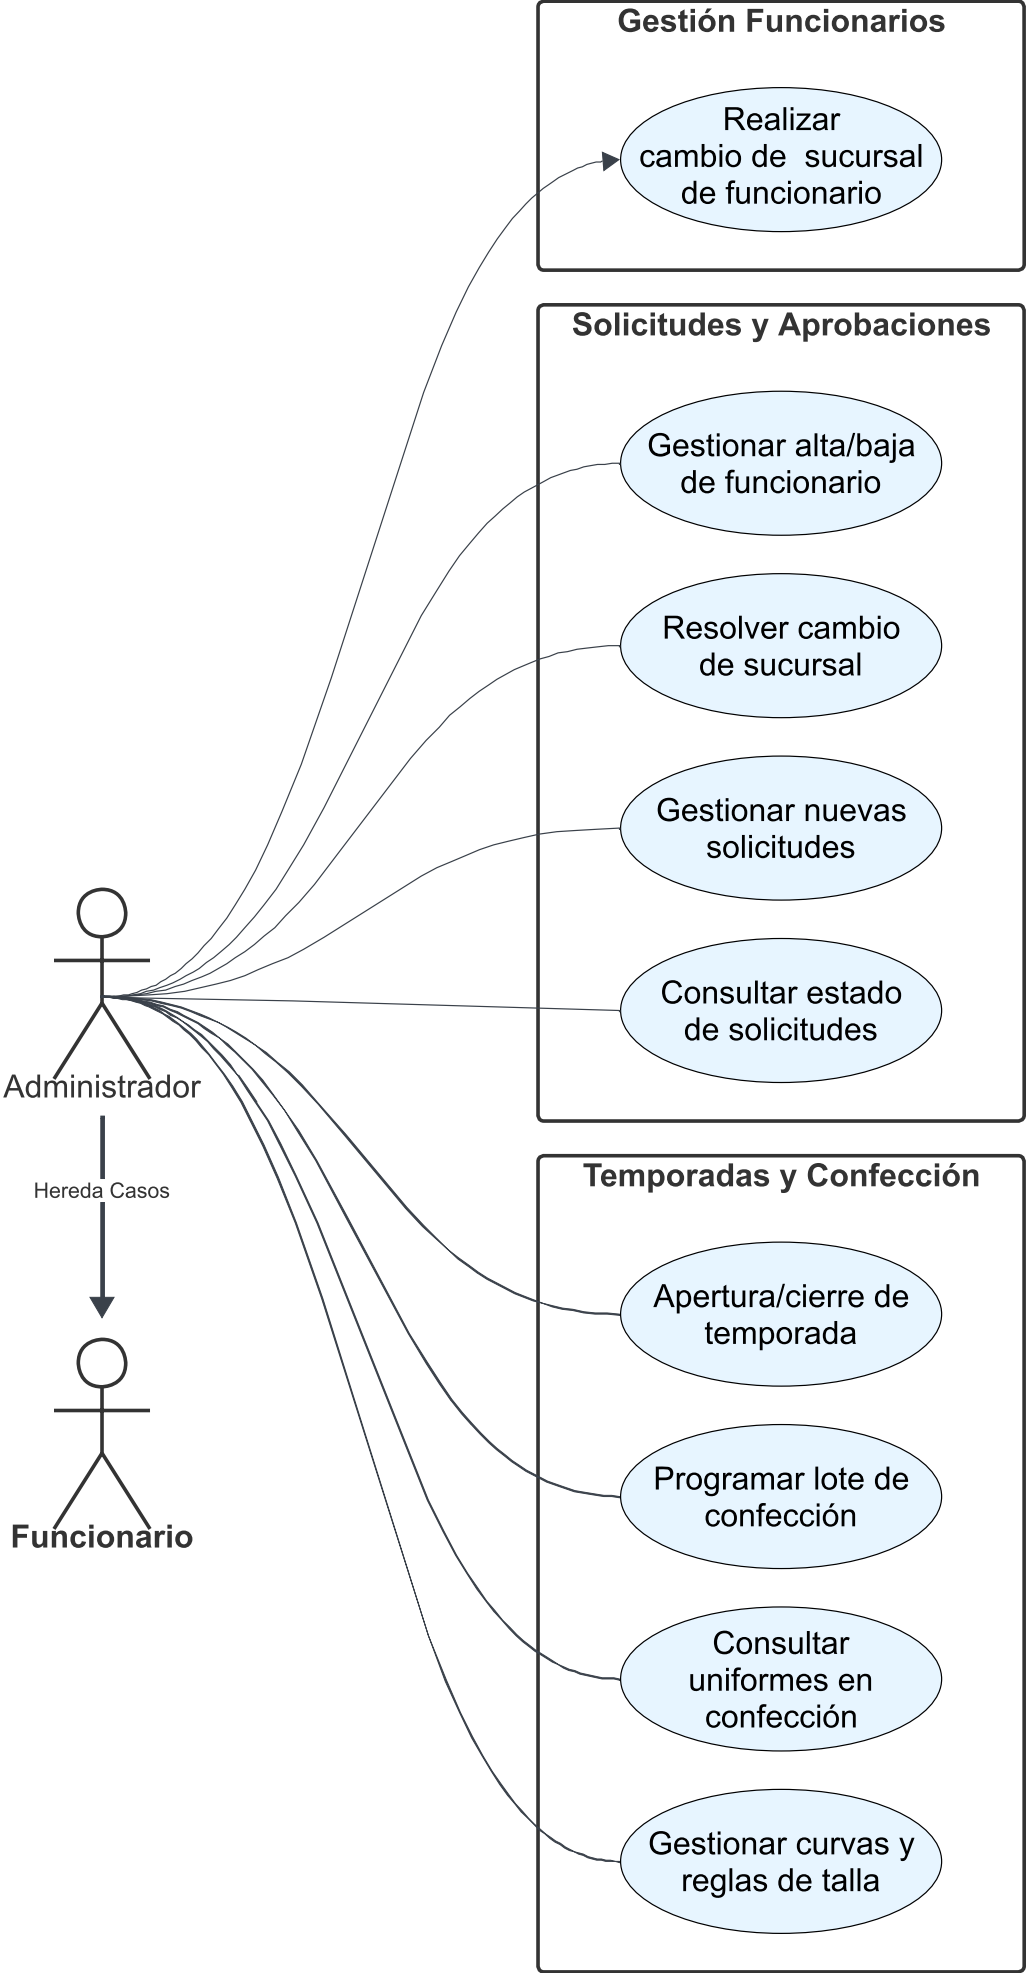 Gestión Funcionarios
Realizar
cambio de  sucursal
de funcionario
Solicitudes y Aprobaciones
Gestionar alta/baja
de funcionario
Resolver cambio
de sucursal
Gestionar nuevas
solicitudes
Consultar estado
de solicitudes
Administrador
Hereda Casos
Funcionario
Temporadas y Confección
Apertura/cierre de
temporada
Programar lote de
confección
Consultar
uniformes en
confección
Gestionar curvas y
reglas de talla